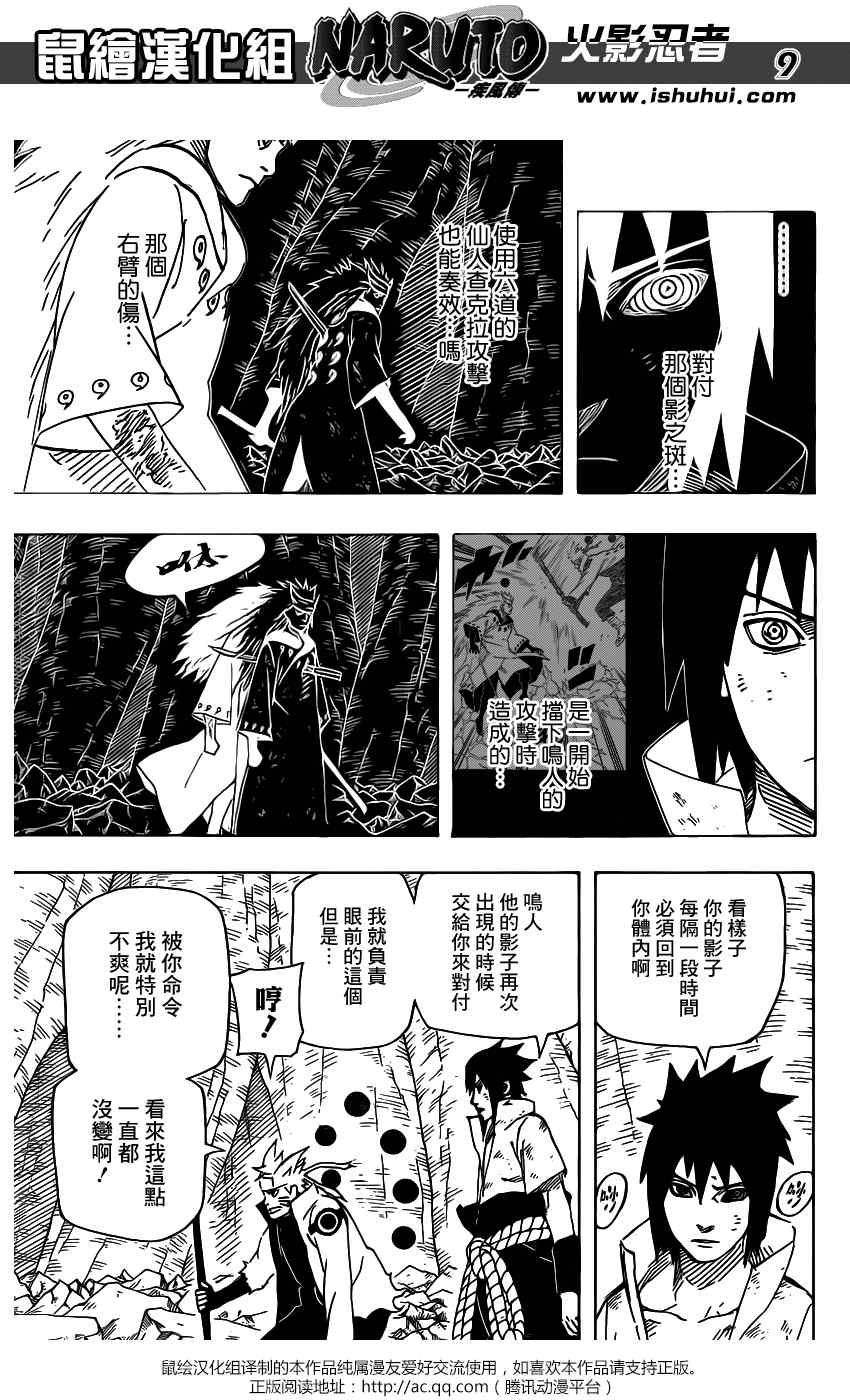 鼠繪漢化組
NARUTO
疾風傳
火影忍者
9
www.ishuhui.com
………
對付
那個影之斑…
使用六道的
仙人查克拉攻擊
也能奏效…嗎
那個
右臂的傷…
是一開始
擋下鳴人的
攻擊時
造成的…
咻
看樣子
你的影子
每隔一段時間
必須回到
你體內啊
鳴人
他的影子再次
出現的時候
交給你來對付
我就負責
眼前的這個
但是…
哼！
被你命令
我就特別
不爽呢……
看來我這點
一直都
沒變啊！
鼠绘汉化组译制的本作品纯属漫友爱好交流使用，如喜欢本作品请支持正版。
正版阅读地址：http://ac.qq.com（腾讯动漫平台）